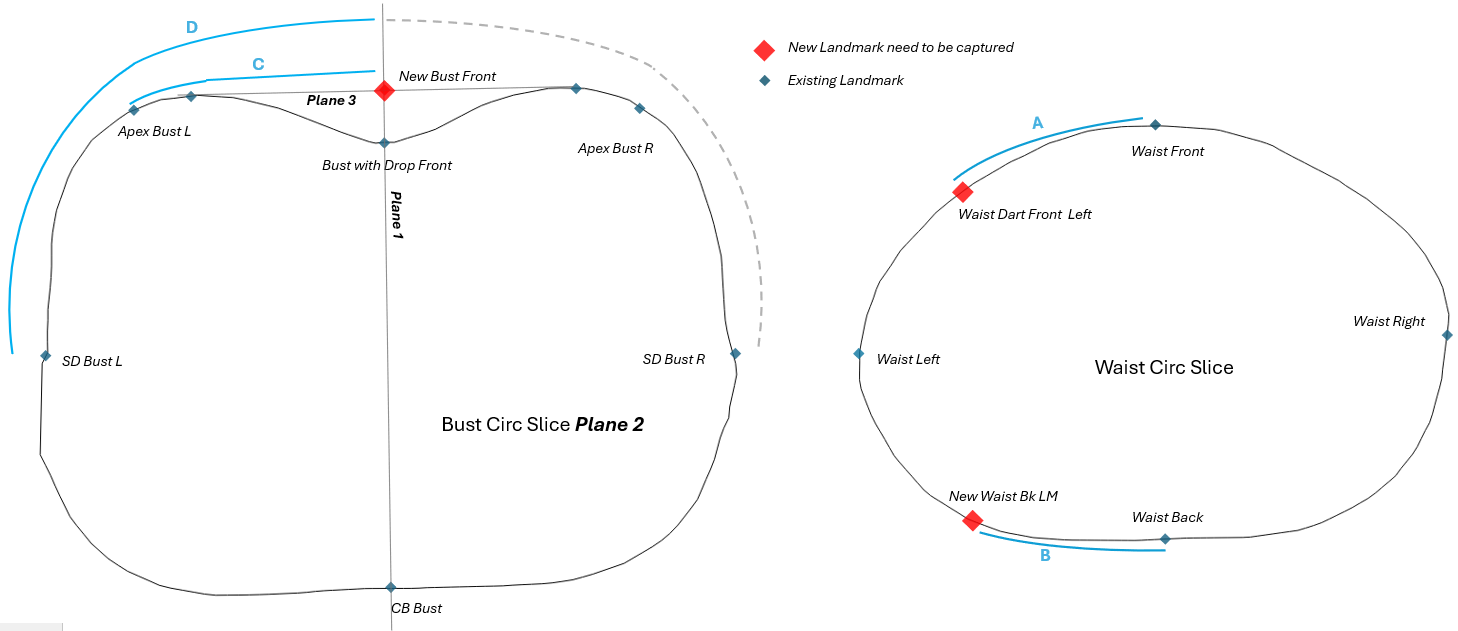 D
C
New Bust Front
Plane 3
Apex Bust L
Bust with Drop Front
Apex Bust R
Plane 1
SD Bust L
SD Bust R
Bust Circ Slice Plane 2
CB Bust
New Landmark need to be captured
Existing Landmark
A
Waist Front
Waist Dart Front Left
Waist Right
Waist Left
Waist Circ Slice
New Waist Bk LM
Waist Back
B